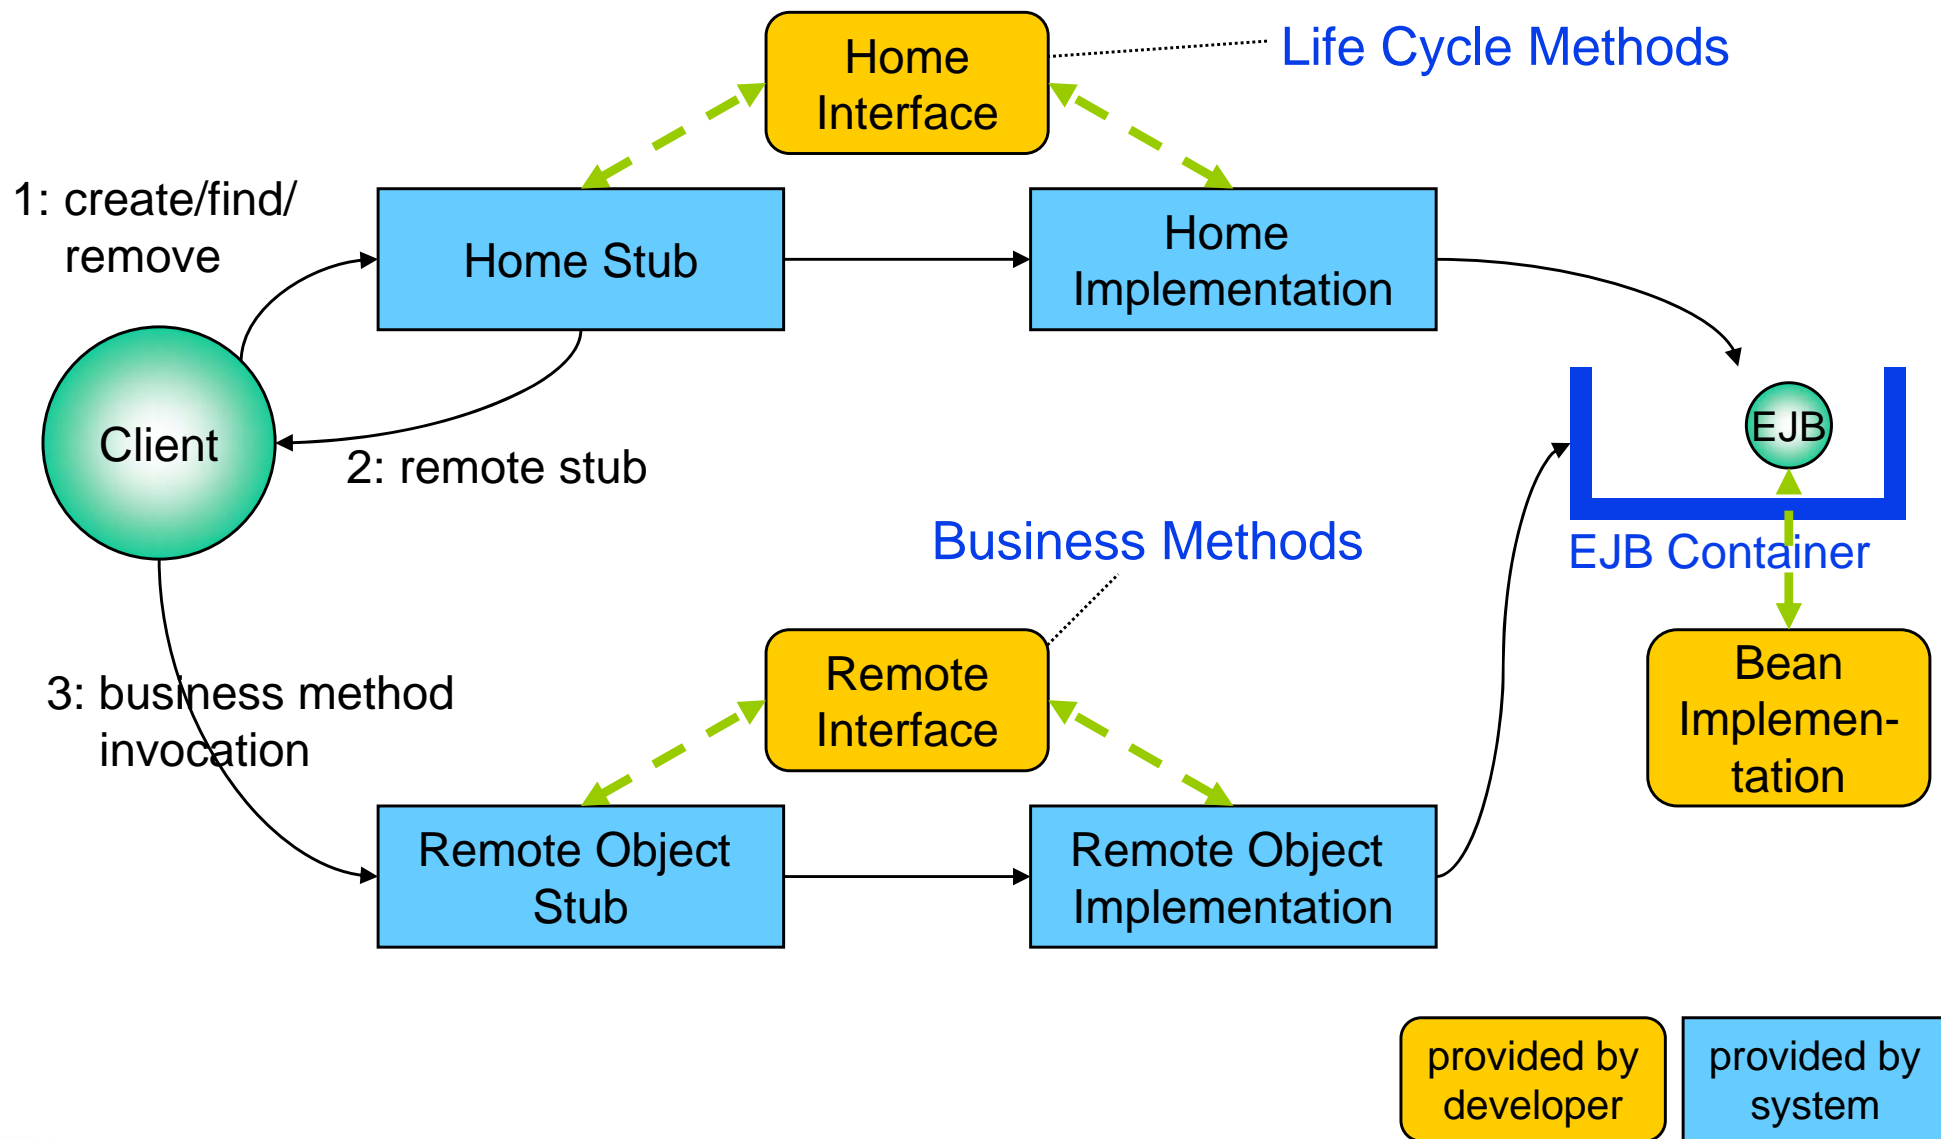 Home
Interface
Life Cycle Methods
1: create/find/
remove
Home Stub
Home
Implementation
Client
2: remote stub
EJB
Business Methods
EJB Container
3: business method
invocation
Remote
Interface
Bean
Implemen-
tation
Remote Object
Stub
Remote Object
Implementation
provided by
developer
provided by
system